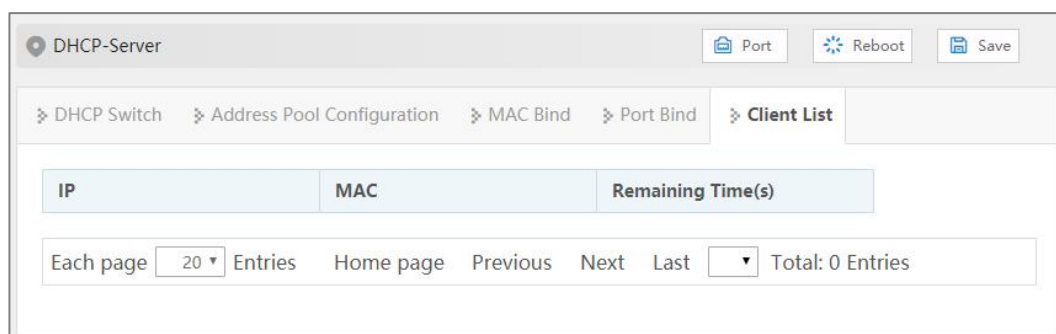 DHCP-Server Port Reboot Save
DHCP Switch Address Pool Configuration MAC Bind Port Bind Client List
IP MAC Remaining Time(s)
Each page 20 Entries Home page Previous Next Last Total: 0 Entries